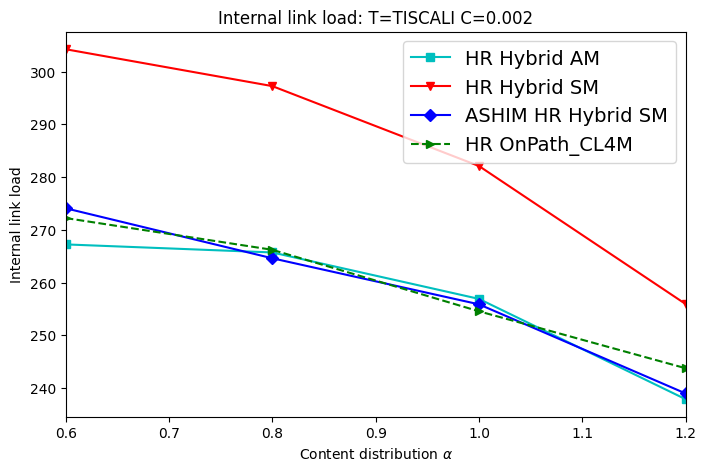 Internal link load: T=TISCALI C=0.002
HR Hybrid AM
HR Hybrid SM
ASHIM HR Hybrid SM
HR OnPath_CL4M
Internal link load
300
290
280
270
260
250
240
0.6 0.7 0.8 0.9 1.0 1.1 1.2
Content distribution α